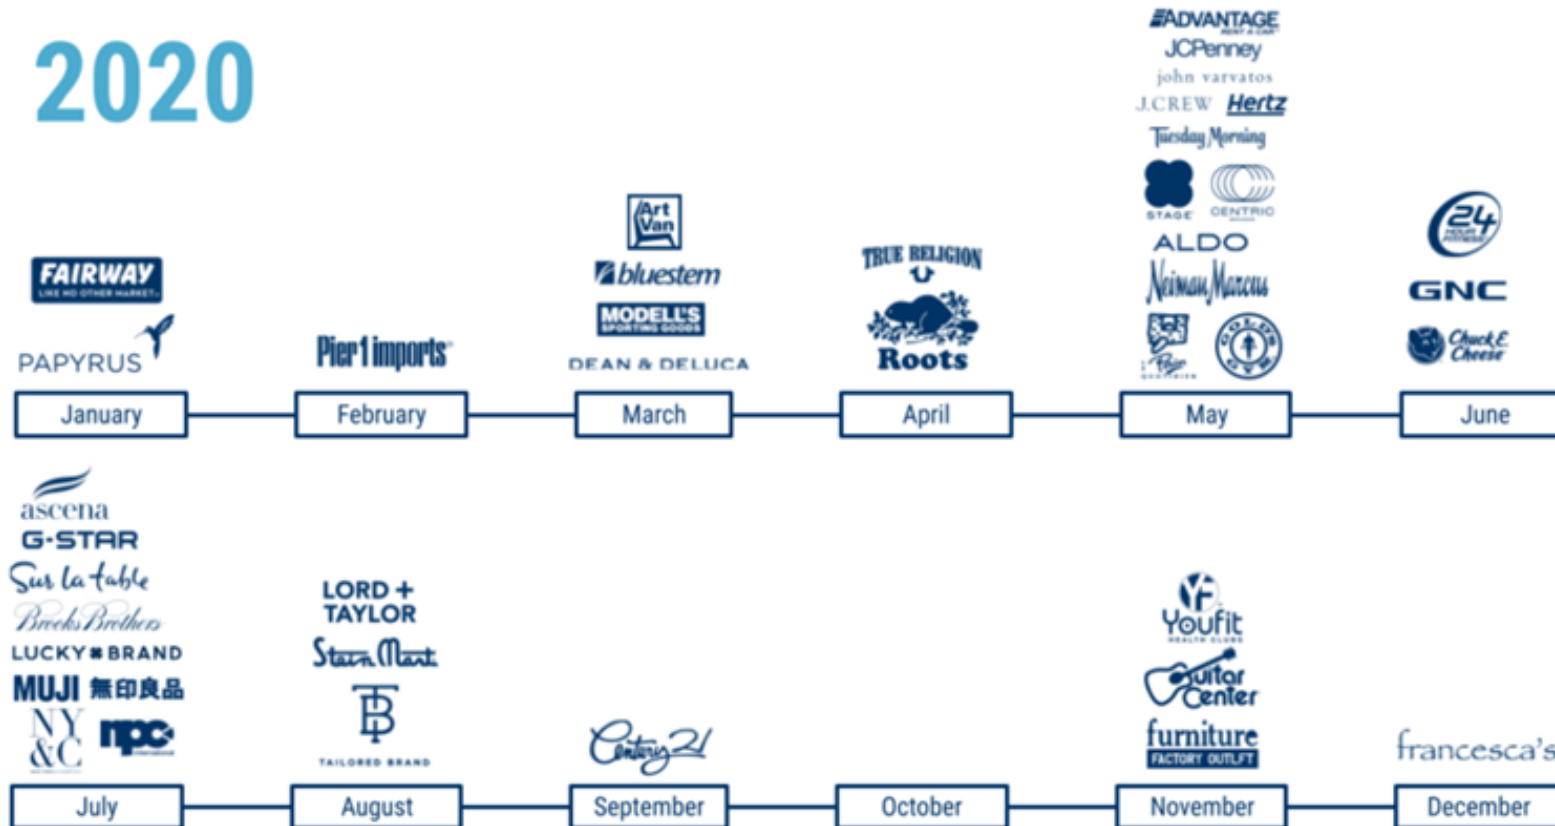 2020
FAIRWAY
LIKE NO OTHER MARKET
PAPYRUS
January
Pier 1 imports
February
Art
Van
bluestem
MODELL'S
SPORTING GOODS
DEAN & DELUCA
March
TRUE RELIGION
Roots
April
ADVANTAGE
RENT A CAR
JCPenney
john varvatos
J.CREW Hertz
Tuesday Morning
STAGE CENTRIC
ALDO
Neiman Marcus
Pain
QUOTIDIEN
GOLD'S
GYM
May
24
HOUR
FITNESS
GNC
Chuck E.
Cheese
June
ascena
G-STAR
Sur la table
Brooks Brothers
LUCKY BRAND
MUJI 無印良品
NY
&C
npc
international
July
LORD +
TAYLOR
Stein Mart
TB
TAILORED BRAND
August
Century 21
September
October
YF
Youfit
HEALTH CLUBS
Guitar
Center
furniture
FACTORY OUTLET
November
francesca's
December